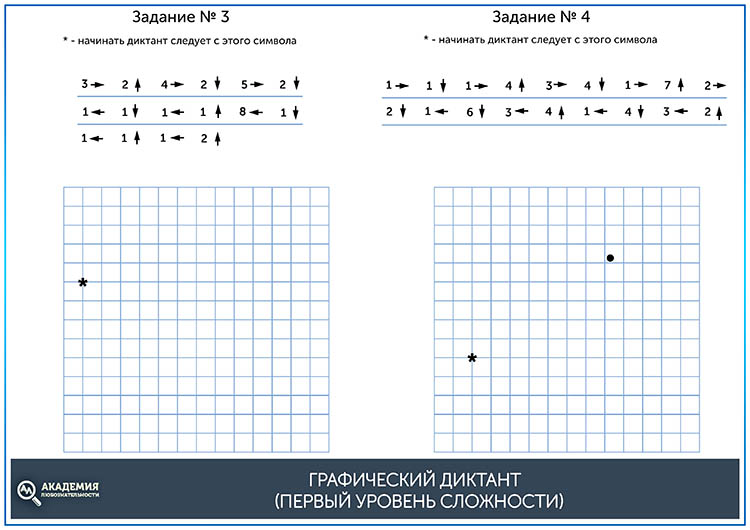 Задание № 3
* - начинать диктант следует с этого символа
3→ 2↑ 4→ 2↓ 5→ 2↓
1← 1↓ 1← 1↑ 8← 1↓
1← 1↑ 1← 2↑
*
Задание № 4
* - начинать диктант следует с этого символа
1→ 1↓ 1→ 4↑ 3→ 4↓ 1→ 7↑ 2→
2↓ 1← 6↓ 3← 4↑ 1← 4↓ 3← 2↑
*
АКАДЕМИЯ
ЛЮБОЗНАТЕЛЬНОСТИ
ГРАФИЧЕСКИЙ ДИКТАНТ
(ПЕРВЫЙ УРОВЕНЬ СЛОЖНОСТИ)